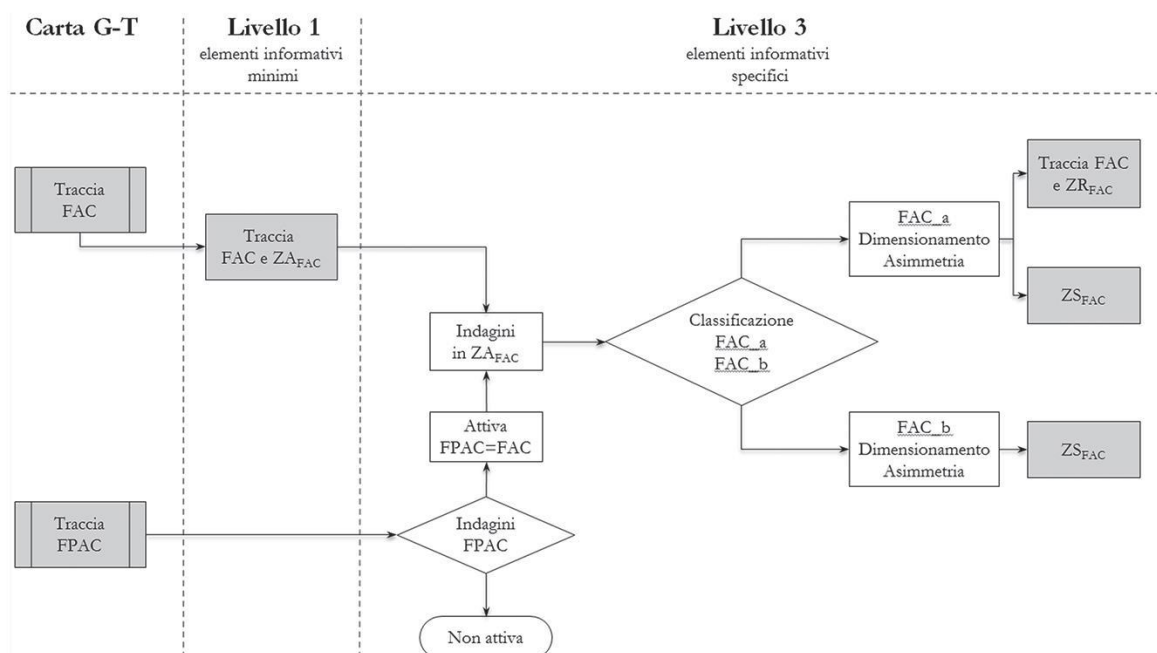 Carta G-T
Livello 1
elementi informativi
minimi
Livello 3
elementi informativi
specifici
Traccia
FAC
Traccia
FAC e ZAFAC
Indagini
in ZAFAC
Attiva
FPAC=FAC
Traccia
FPAC
Indagini
FPAC
Non attiva
Classificazione
FAC_a
FAC_b
FAC_a
Dimensionamento
Asimmetria
Traccia FAC
e ZRFAC
ZSFAC
FAC_b
Dimensionamento
Asimmetria
ZSFAC